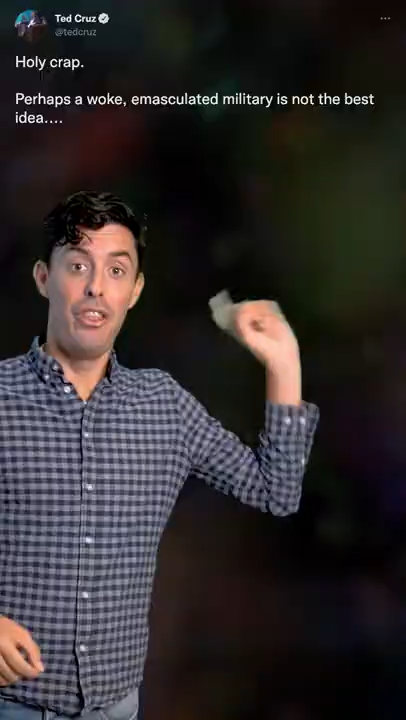 Ted Cruz
@tedcruz
Holy crap.
Perhaps a woke, emasculated military is not the best
idea....